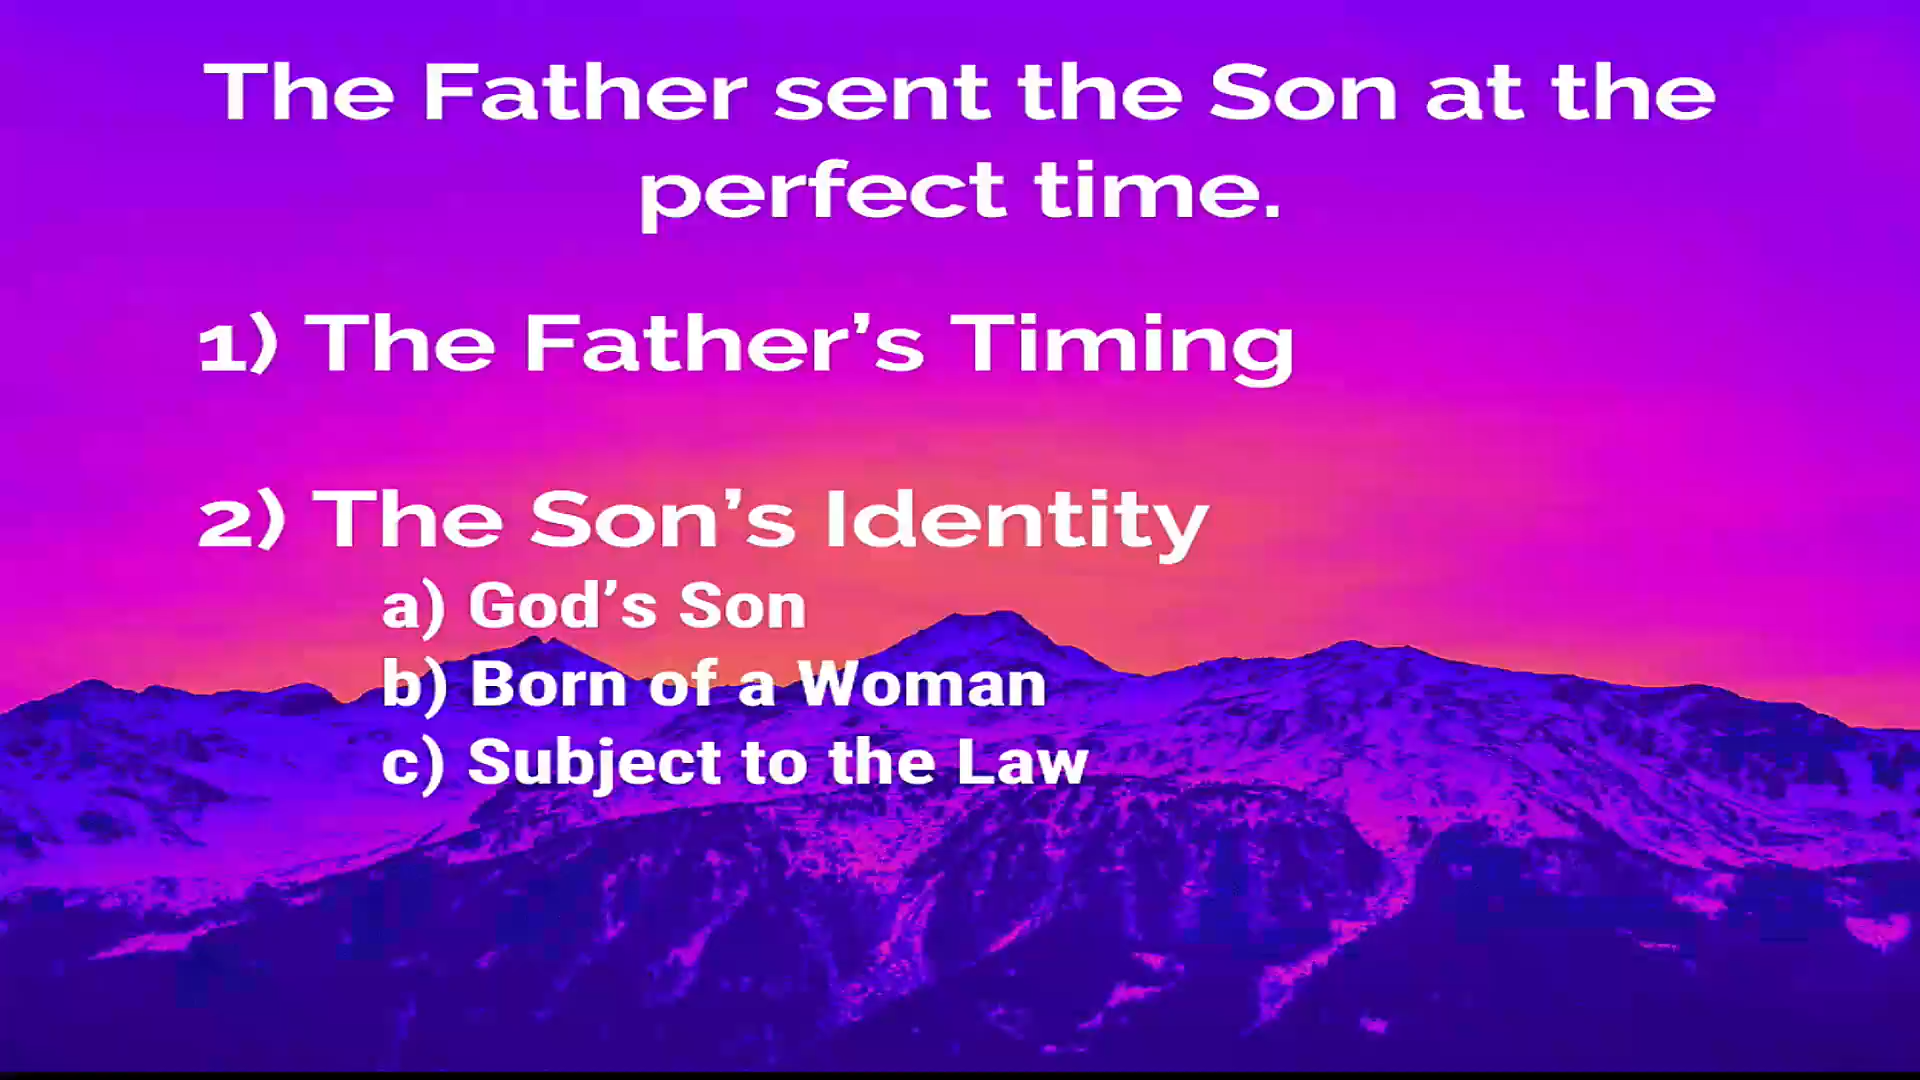 The Father sent the Son at the
perfect time.
1) The Father’s Timing
2) The Son’s Identity
a) God’s Son
b) Born of a Woman
c) Subject to the Law